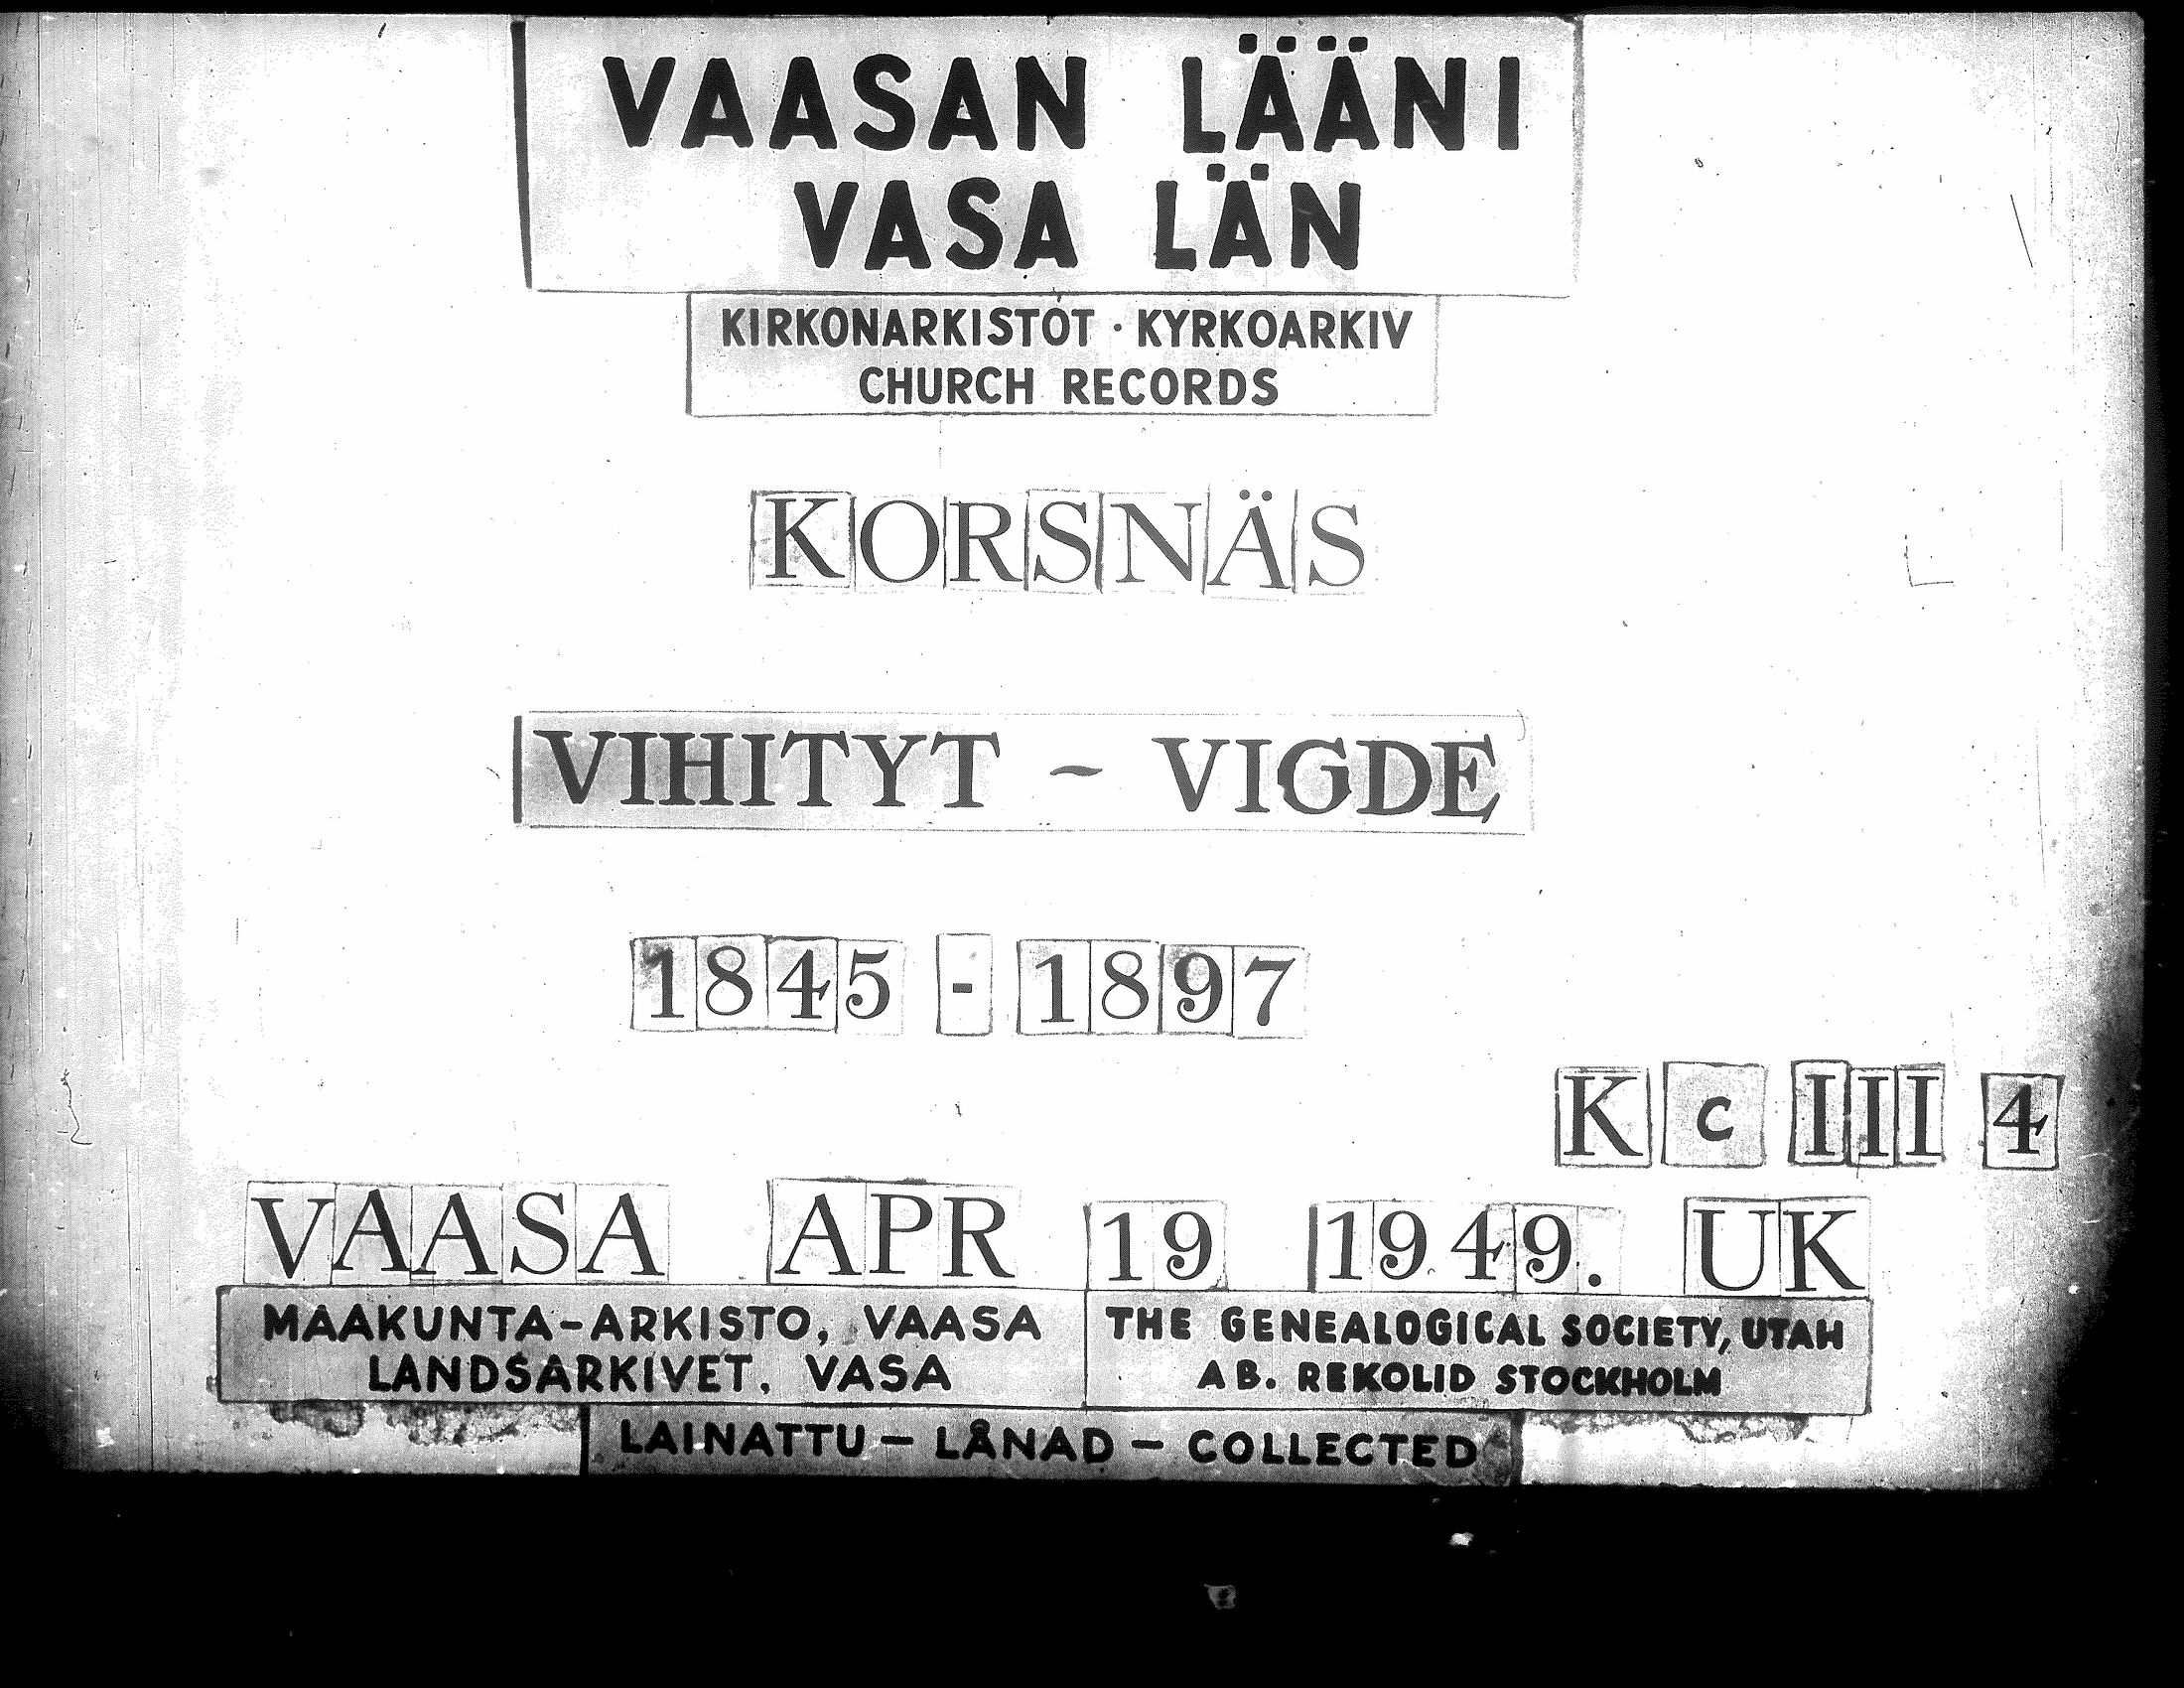 VAASAN LÄÄNI
VASA LÄN
KIRKONARKISTOT · KYRKOARKIV
CHURCH RECORDS
KORSNÄS
VIHITYT ~ VIGDE
1845 - 1897
K c III 4
VAASA APR 19 1949. UK
MAAKUNTA-ARKISTO, VAASA
LANDSARKIVET, VASA
THE GENEALOGICAL SOCIETY, UTAH
AB. REKOLID STOCKHOLM
LAINATTU - LÅNAD - COLLECTED